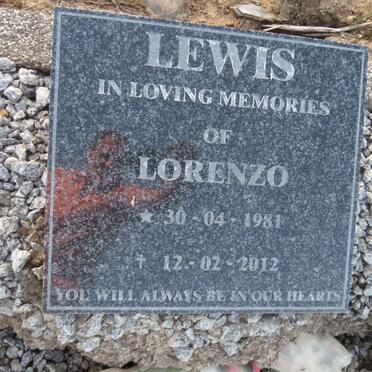 LEWIS
IN LOVING MEMORIES
OF
LORENZO
★ 30-04-1981
† 12-02-2012
YOU WILL ALWAYS BE IN OUR HEARTS